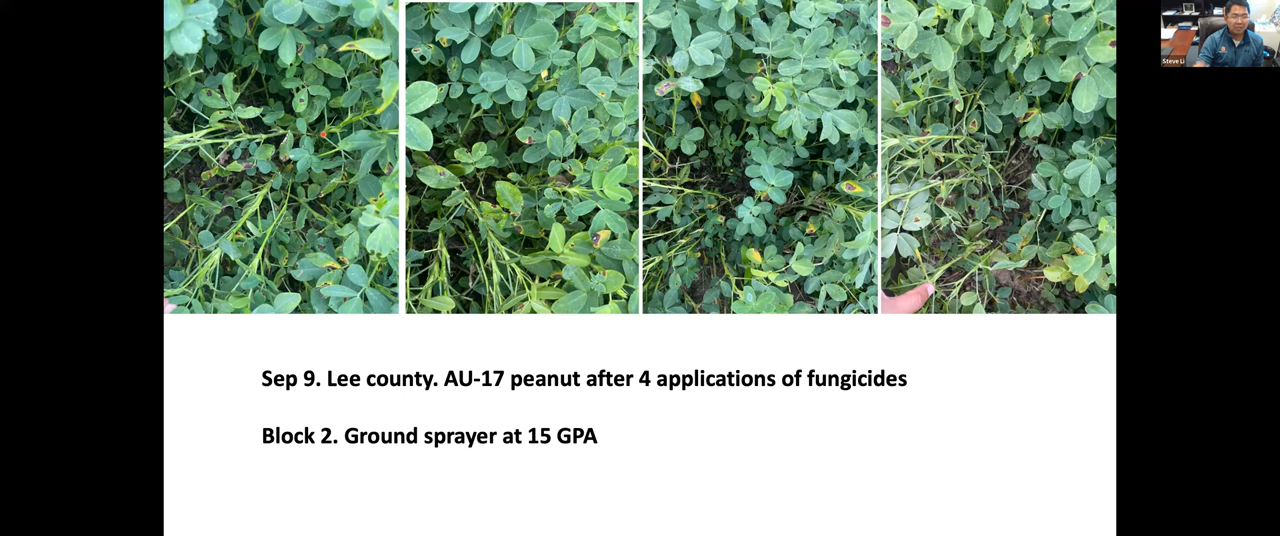 Steve Li
Sep 9. Lee county. AU-17 peanut after 4 applications of fungicides
Block 2. Ground sprayer at 15 GPA